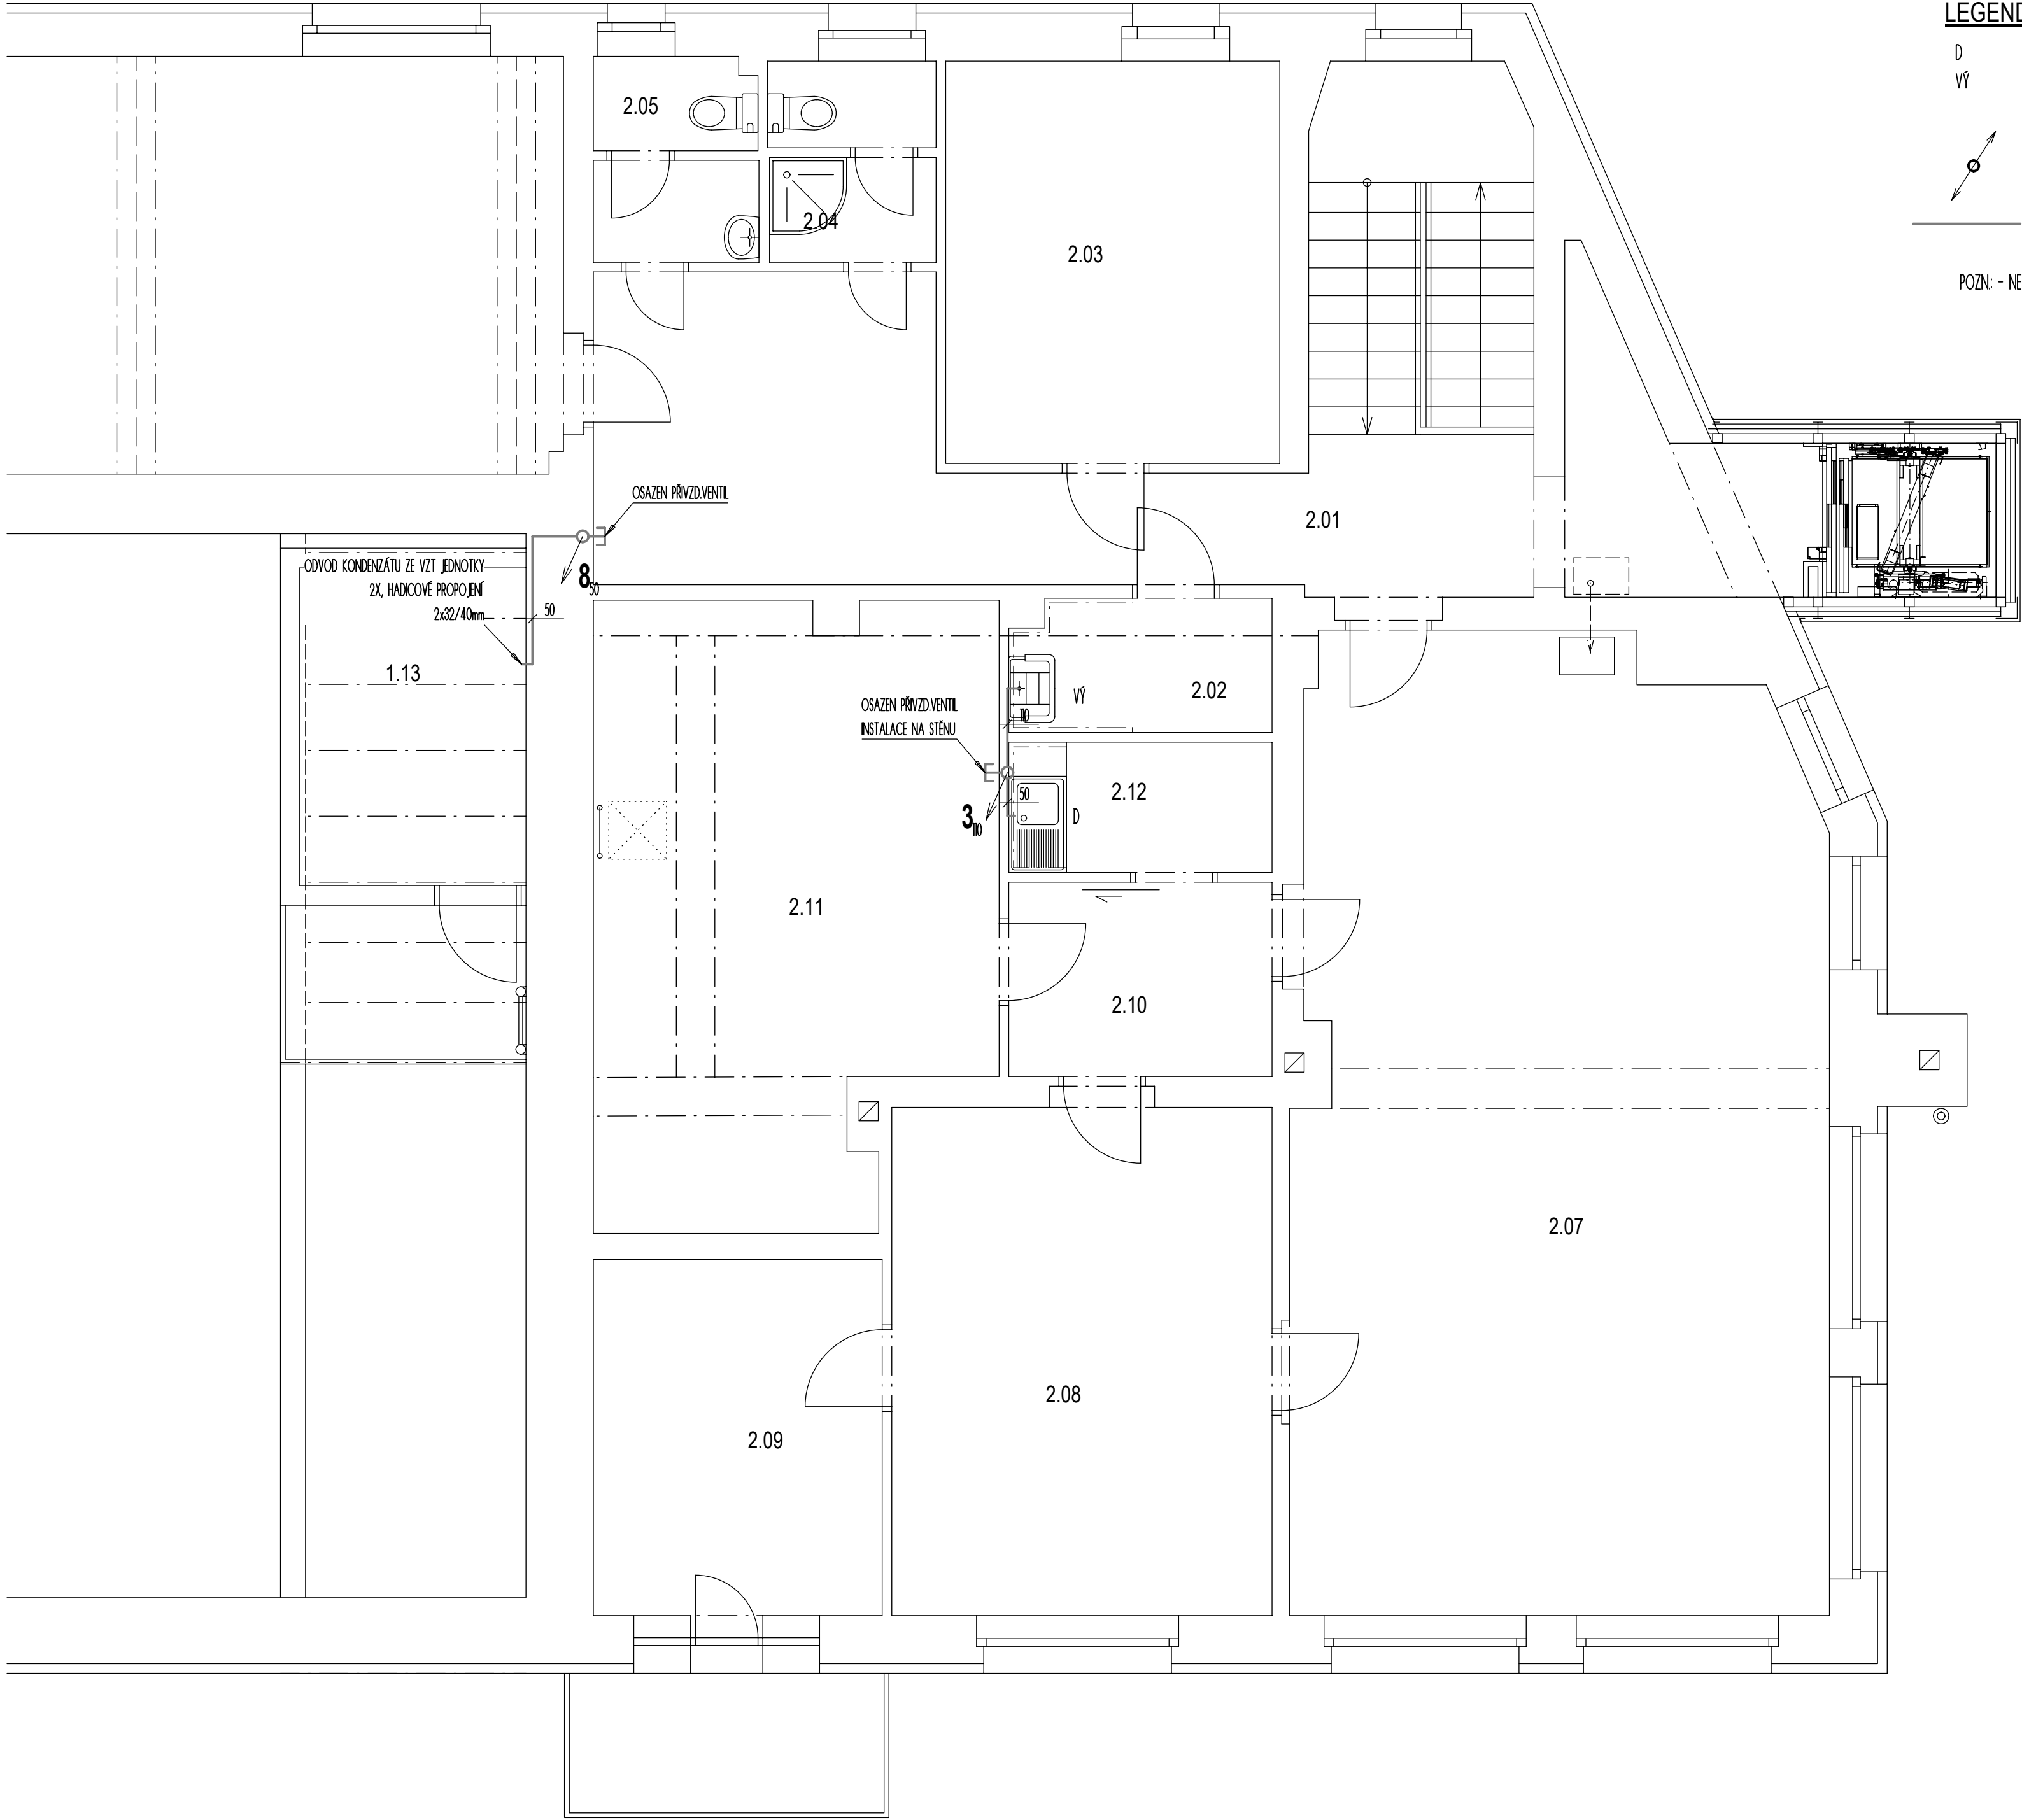 LEGEND
D
VÝ
POZN.: - NE
2.05
2.04
2.03
2.01
OSAZEN PŘIVZD.VENTIL
8
50
ODVOD KONDENZÁTU ZE VZT JEDNOTKY
2X, HADICOVÉ PROPOJENÍ
2x32/40mm
50
1.13
OSAZEN PŘIVZD.VENTIL
INSTALACE NA STĚNU
VÝ
2.02
110
2.12
50
D
3
110
2.11
2.10
2.07
2.08
2.09